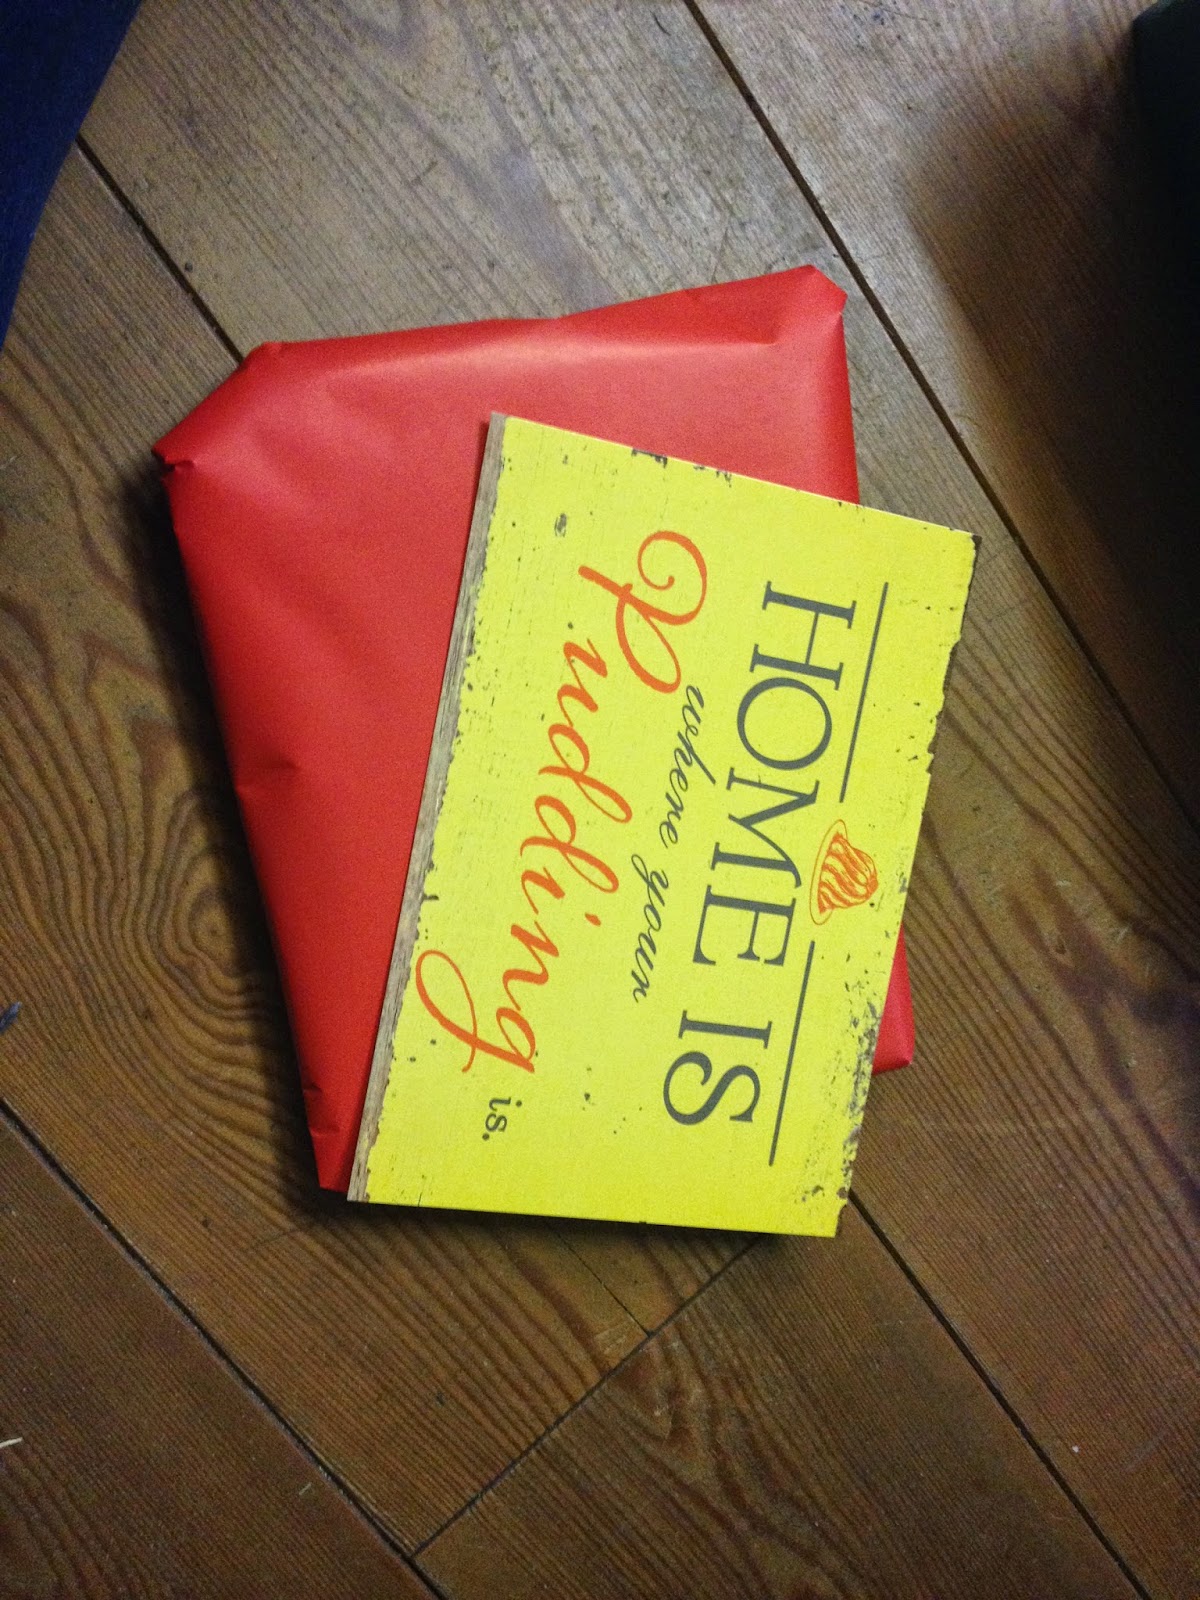 HOME IS
where your
Pudding
is.